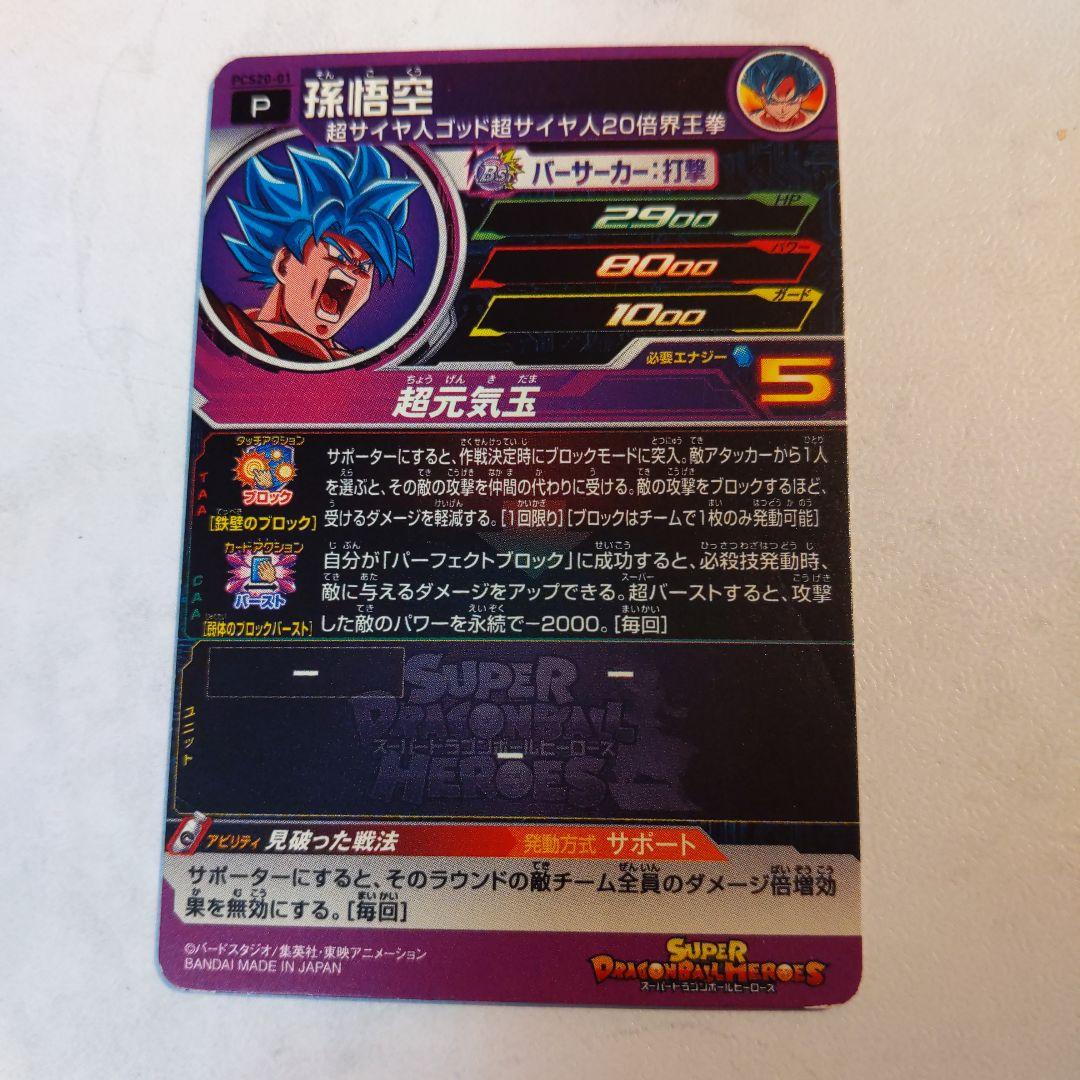 PCS20-01
P
孫悟空
超サイヤ人ゴッド超サイヤ人20倍界王拳
Bs
バーサーカー:打撃
HP
2900
パワー
8000
ガード
1000
必要エナジー
5
超元気玉
TAA
タッチアクション
ブロック
[鉄壁のブロック]
サポーターにすると、作戦決定時にブロックモードに突入。敵アタッカーから1人
を選ぶと、その敵の攻撃を仲間の代わりに受ける。敵の攻撃をブロックするほど、
受けるダメージを軽減する。[1回限り][ブロックはチームで1枚のみ発動可能]
CAA
カードアクション
バースト
[弱体のブロックバースト]
自分が「パーフェクトブロック」に成功すると、必殺技発動時、
敵に与えるダメージをアップできる。超バーストすると、攻撃
した敵のパワーを永続で-2000。[毎回]
ユニット
ー
ー
ー
SUPER
DRAGONBALL
スーパードラゴンボールヒーローズ
HEROES
アビリティ 見破った戦法
発動方式 サポート
サポーターにすると、そのラウンドの敵チーム全員のダメージ倍増効
果を無効にする。[毎回]
©バードスタジオ/集英社・東映アニメーション
BANDAI MADE IN JAPAN
SUPER
DRAGONBALL HEROES
スーパードラゴンボールヒーローズ